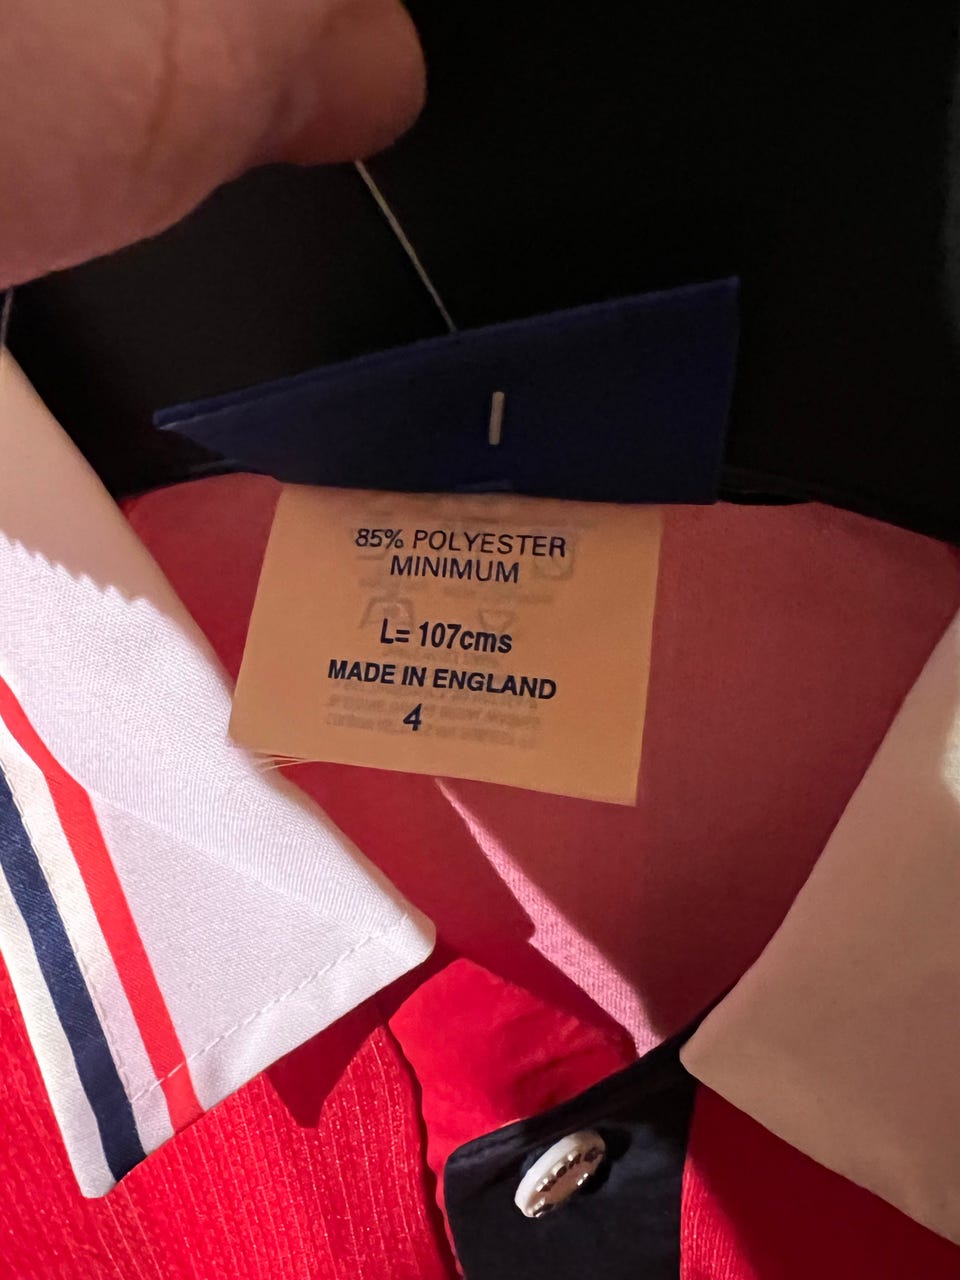 85% POLYESTER
MINIMUM
L= 107cms
MADE IN ENGLAND
4